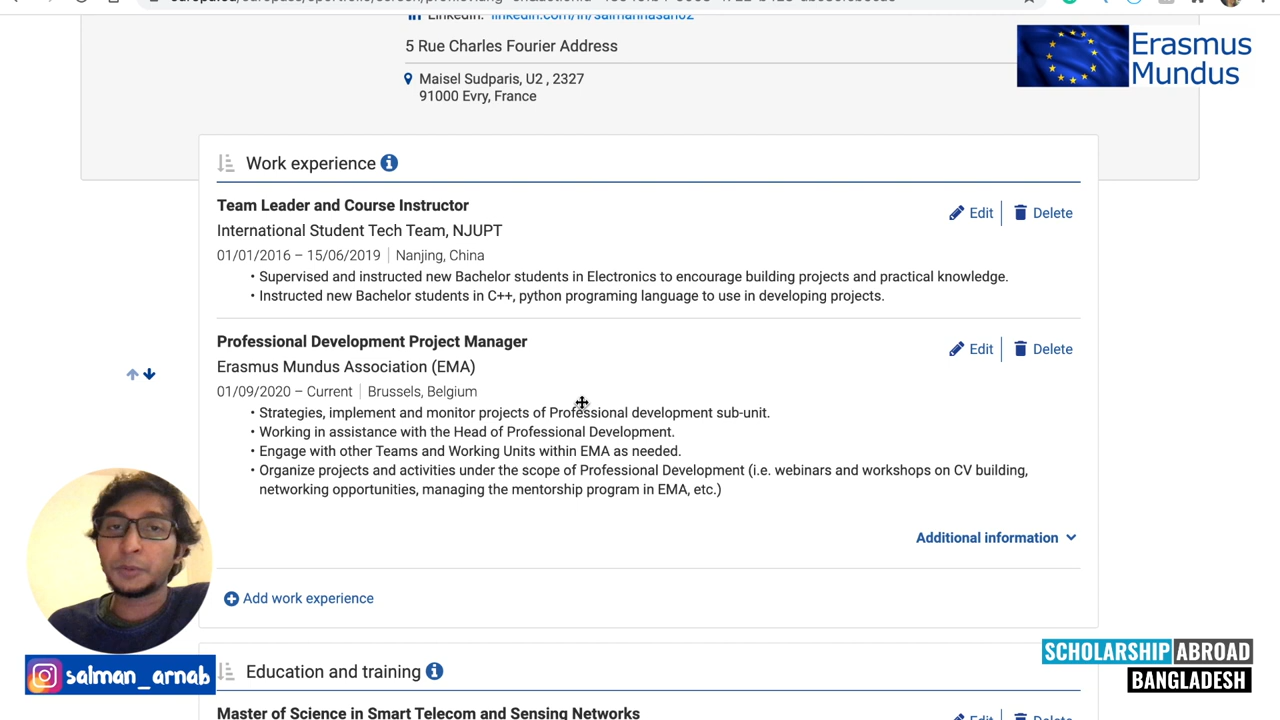 LinkedIn: linkedin.com/in/salmanhasan02
5 Rue Charles Fourier Address
Maisel Sudparis, U2 , 2327
91000 Evry, France
Erasmus
Mundus
Work experience
Team Leader and Course Instructor
Edit
Delete
International Student Tech Team, NJUPT
01/01/2016 – 15/06/2019 Nanjing, China
• Supervised and instructed new Bachelor students in Electronics to encourage building projects and practical knowledge.
• Instructed new Bachelor students in C++, python programing language to use in developing projects.
Professional Development Project Manager
Edit
Delete
Erasmus Mundus Association (EMA)
01/09/2020 – Current Brussels, Belgium
• Strategies, implement and monitor projects of Professional development sub-unit.
• Working in assistance with the Head of Professional Development.
• Engage with other Teams and Working Units within EMA as needed.
• Organize projects and activities under the scope of Professional Development (i.e. webinars and workshops on CV building,
networking opportunities, managing the mentorship program in EMA, etc.)
Additional information
Add work experience
SCHOLARSHIP ABROAD
BANGLADESH
salman_arnab
Education and training
Master of Science in Smart Telecom and Sensing Networks
Edit
Delete